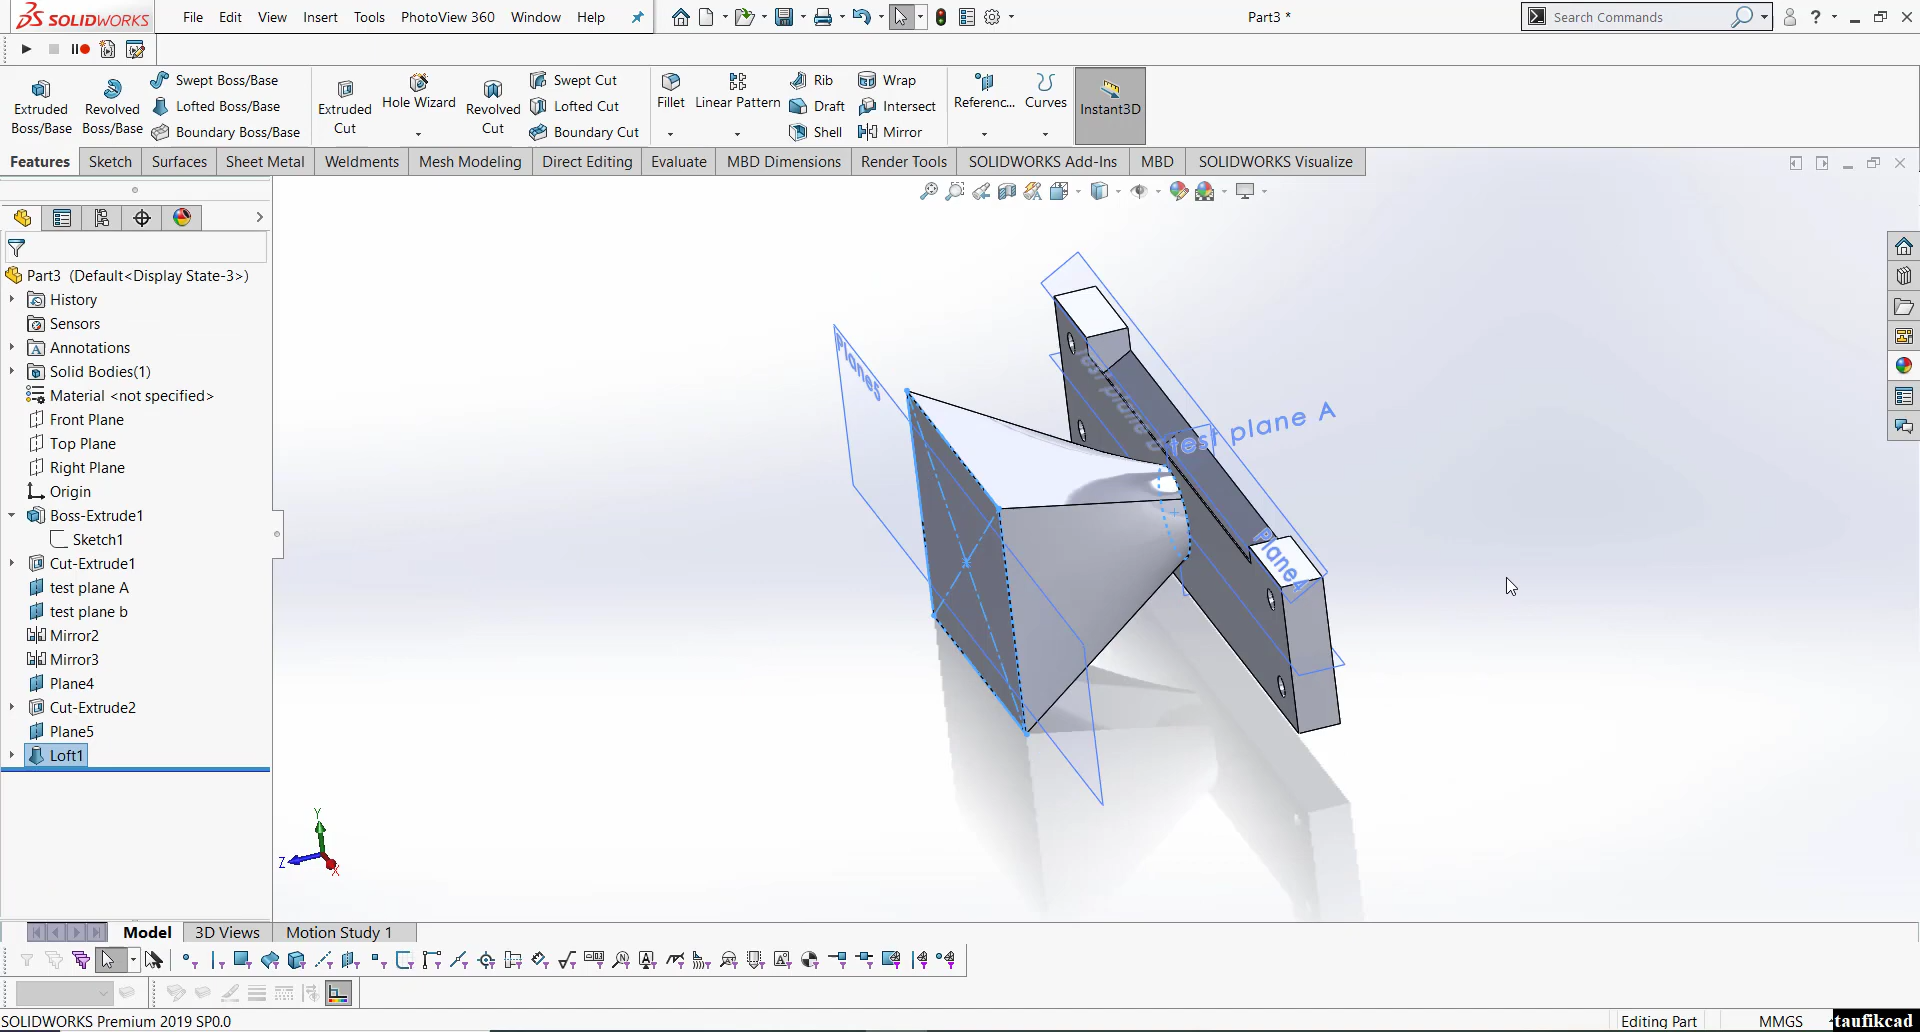 SOLIDWORKS File Edit View Insert Tools PhotoView 360 Window Help Part3 * Search Commands
Extruded Boss/Base
Revolved Boss/Base
Swept Boss/Base
Lofted Boss/Base
Boundary Boss/Base
Extruded Cut
Hole Wizard
Revolved Cut
Swept Cut
Lofted Cut
Boundary Cut
Fillet
Linear Pattern
Rib
Draft
Shell
Wrap
Intersect
Mirror
Referenc...
Curves
Instant3D
Features Sketch Surfaces Sheet Metal Weldments Mesh Modeling Direct Editing Evaluate MBD Dimensions Render Tools SOLIDWORKS Add-Ins MBD SOLIDWORKS Visualize
Part3 (Default<Display State-3>)
History
Sensors
Annotations
Solid Bodies(1)
Material <not specified>
Front Plane
Top Plane
Right Plane
Origin
Boss-Extrude1
Sketch1
Cut-Extrude1
test plane A
test plane b
Mirror2
Mirror3
Plane4
Cut-Extrude2
Plane5
Loft1
Plane5
test plane A
Plane4
Y
Z
X
Model 3D Views Motion Study 1
SOLIDWORKS Premium 2019 SP0.0 Editing Part MMGS taufikcad